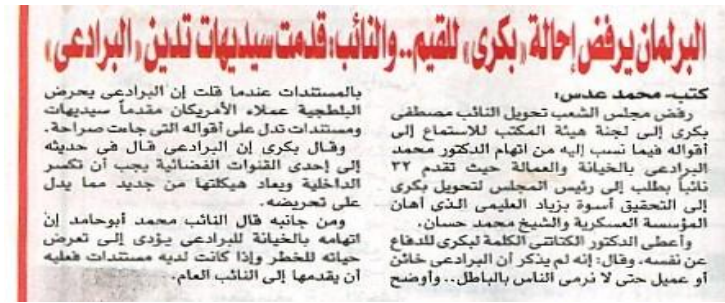 البرلمان يرفض إحالة «بكرى» للقيم.. والنائب: قدمت سيديهات تدين «البرادعى»
كتب- محمد عدس:
رفض مجلس الشعب تحويل النائب مصطفى
بكرى إلى لجنة هيئة المكتب للاستماع إلى
أقواله فيما نسب إليه من اتهام الدكتور محمد
البرادعى بالخيانة والعمالة حيث تقدم ٣٢
نائباً بطلب إلى رئيس المجلس لتحويل بكرى
إلى التحقيق أسوة بزياد العليمى الذى أهان
المؤسسة العسكرية والشيخ محمد حسان.
وأعطى الدكتور الكتاتنى الكلمة لبكرى للدفاع
عن نفسه، وقال: إنه لم يذكر أن البرادعى خائن
أو عميل حتى لا نرمى الناس بالباطل.. وأوضح
بالمستندات عندما قلت إن البرادعى يحرض
البلطجية عملاء الأمريكان مقدماً سيديهات
ومستندات تدل على أقواله التى جاءت صراحة.
وقال بكرى إن البرادعى قال فى حديثه
إلى إحدى القنوات الفضائية يجب أن تكسر
الداخلية ويعاد هيكلتها من جديد مما يدل
على تحريضه.
ومن جانبه قال النائب محمد أبوحامد إن
اتهامه بالخيانة للبرادعى يؤدى إلى تعرض
حياته للخطر وإذا كانت لديه مستندات فعليه
أن يقدمها إلى النائب العام.